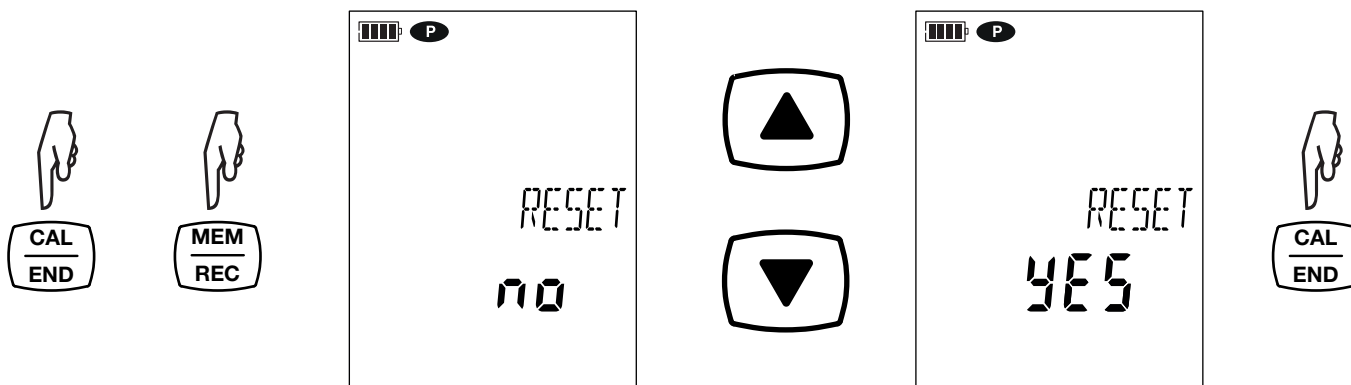 CAL
END
MEM
REC
P
RESET
no
P
RESET
YES
CAL
END